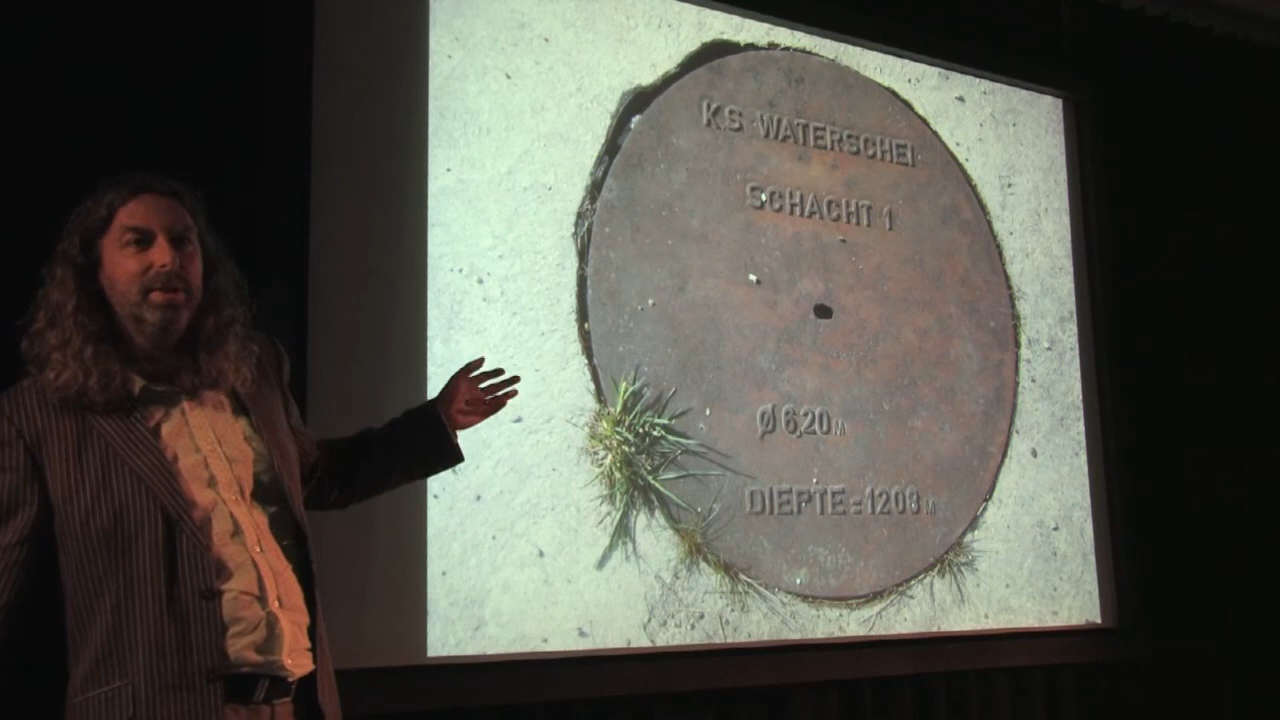 K.S. WATERSCHEI
SCHACHT 1
Ø 6,20 M
DIEPTE = 1208 M